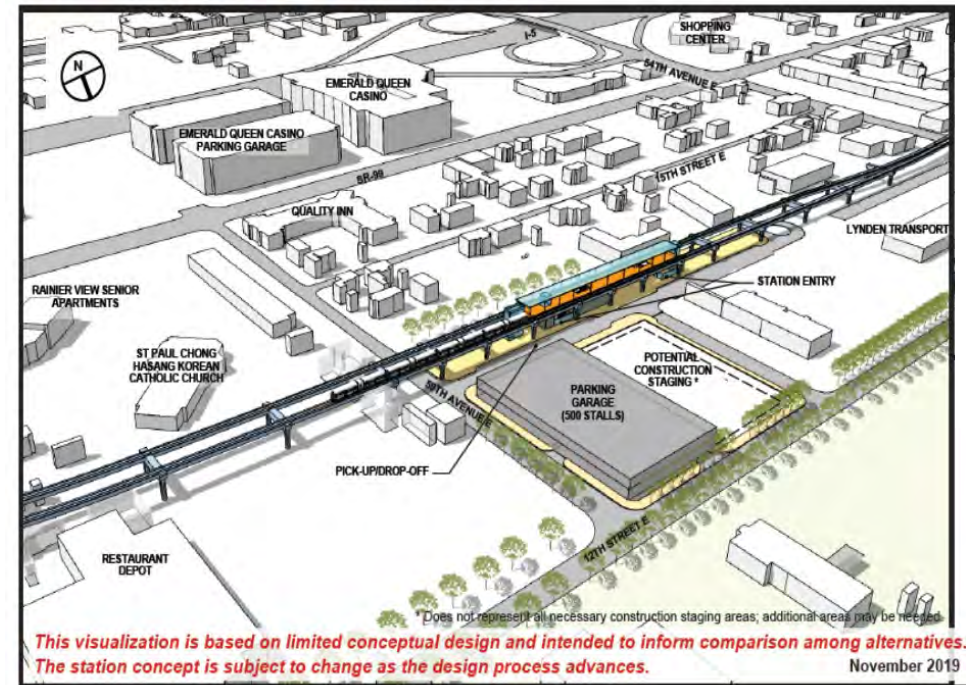 N
I-5
SHOPPING
CENTER
54TH AVENUE E
EMERALD QUEEN
CASINO
EMERALD QUEEN CASINO
PARKING GARAGE
SR-99
15TH STREET E
QUALITY INN
LYNDEN TRANSPORT
RAINIER VIEW SENIOR
APARTMENTS
STATION ENTRY
ST PAUL CHONG
HASANG KOREAN
CATHOLIC CHURCH
POTENTIAL
CONSTRUCTION
STAGING *
PARKING
GARAGE
(500 STALLS)
59TH AVENUE E
PICK-UP/DROP-OFF
12TH STREET E
RESTAURANT
DEPOT
* Does not represent all necessary construction staging areas; additional areas may be needed.
This visualization is based on limited conceptual design and intended to inform comparison among alternatives.
The station concept is subject to change as the design process advances.
November 2019